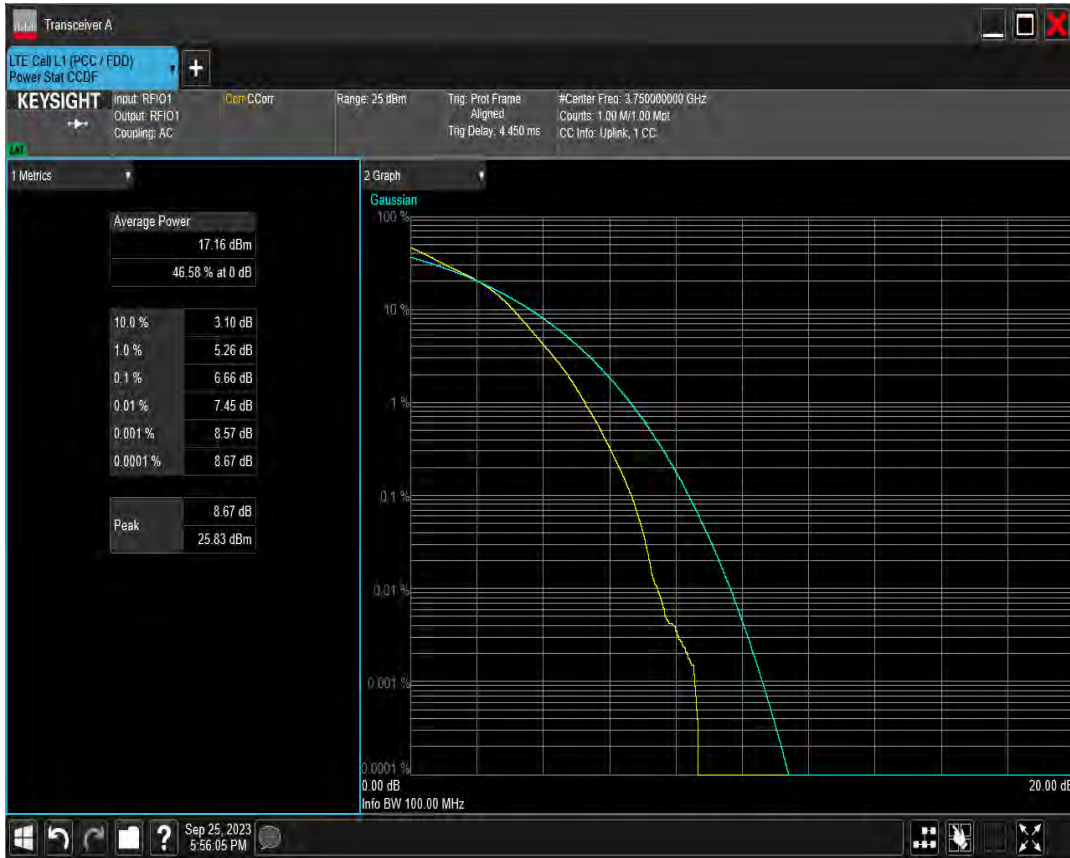 Transceiver A
LTE Cell L1 (PCC / FDD)
Power Stat CCDF
+
KEYSIGHT
Input: RFIO1
Output: RFIO1
Coupling: AC
Corr CCorr
Range: 25 dBm
Trig: Prot Frame
Aligned
Trig Delay: 4.450 ms
#Center Freq: 3.750000000 GHz
Counts: 1.00 M/1.00 Mpt
CC Info: Uplink, 1 CC
1 Metrics
Average Power
17.16 dBm
46.58 % at 0 dB
10.0 % 3.10 dB
1.0 % 5.26 dB
0.1 % 6.66 dB
0.01 % 7.45 dB
0.001 % 8.57 dB
0.0001 % 8.67 dB
Peak 8.67 dB
25.83 dBm
2 Graph
Gaussian
100 %
10 %
1 %
0.1 %
0.01 %
0.001 %
0.0001 %
0.00 dB 20.00 dB
Info BW 100.00 MHz
?
Sep 25, 2023
5:56:05 PM